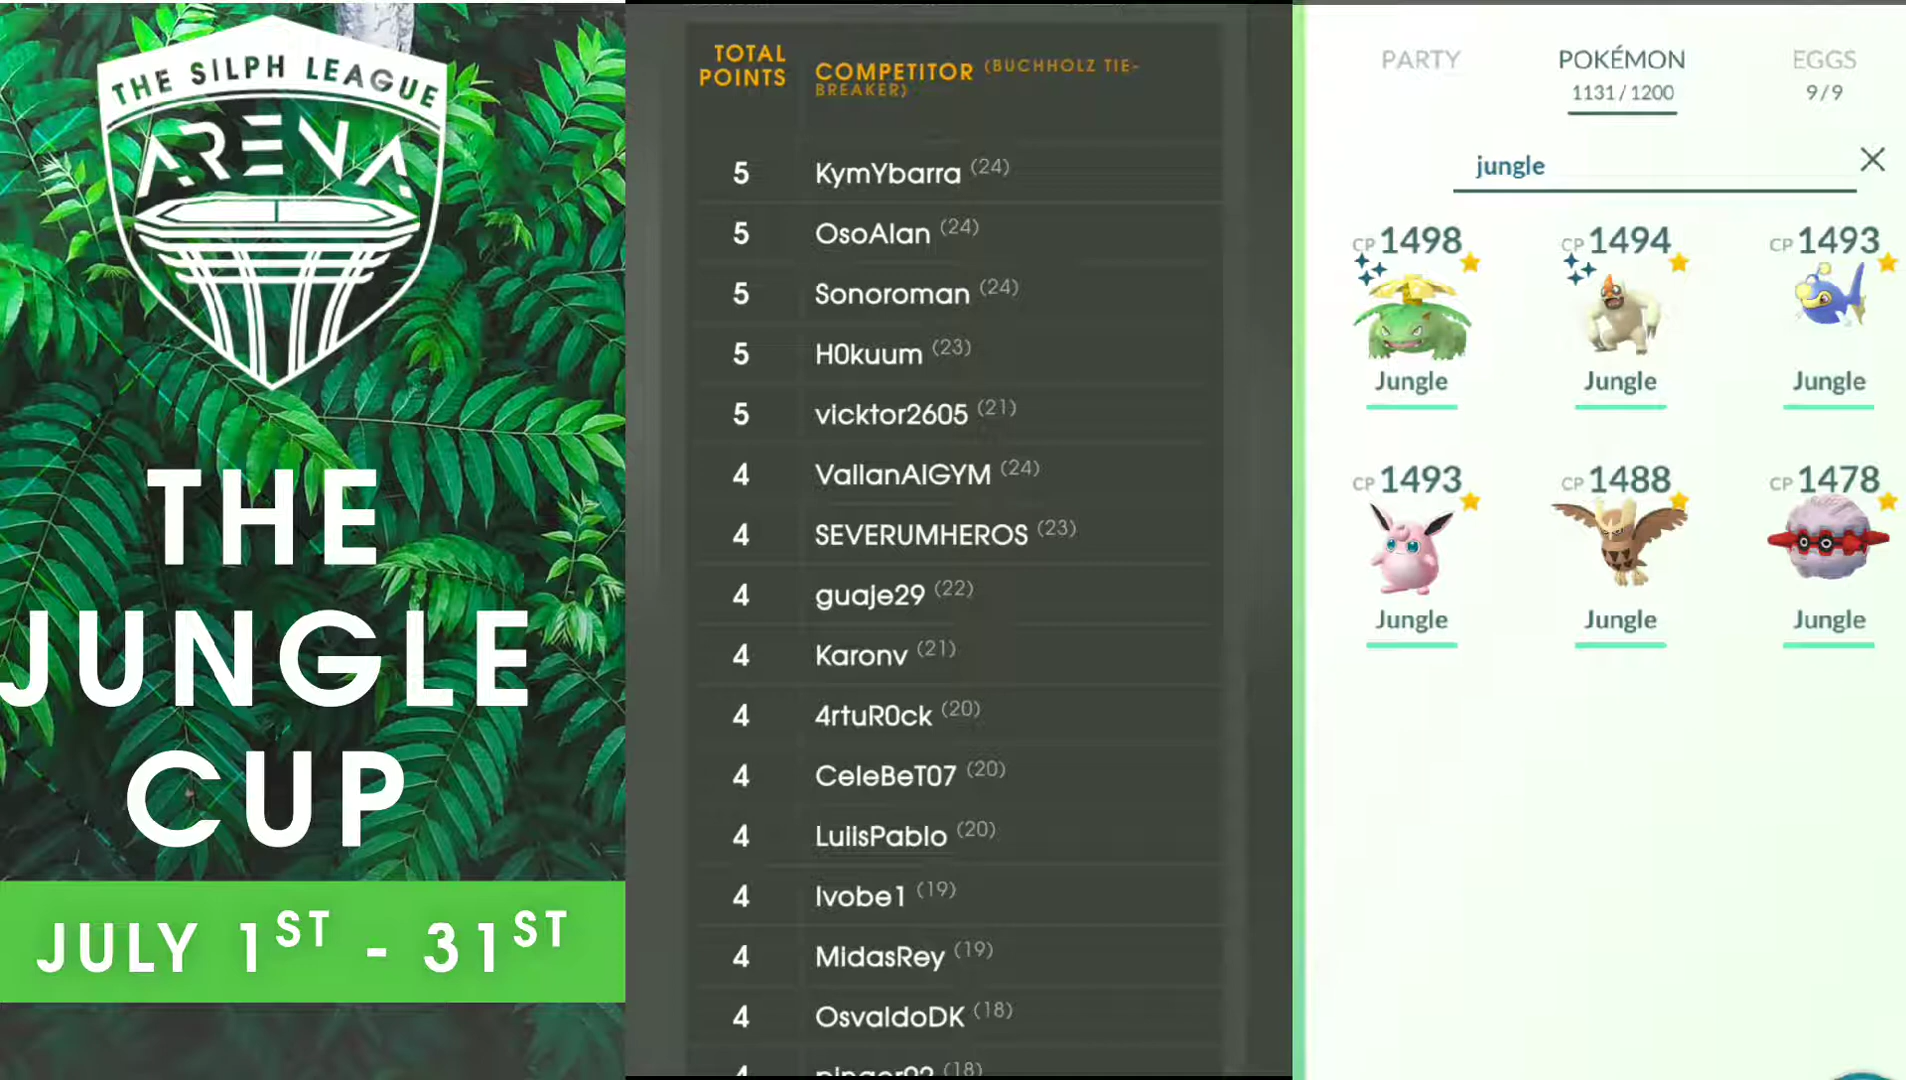 THE SILPH LEAGUE
ARENA
THE
JUNGLE
CUP
JULY 1ST - 31ST
TOTAL POINTS
COMPETITOR (BUCHHOLZ TIE-
BREAKER)
5 KymYbarra (24)
5 OsoAlan (24)
5 Sonoroman (24)
5 H0kuum (23)
5 vicktor2605 (21)
4 VallanAIGYM (24)
4 SEVERUMHEROS (23)
4 guaje29 (22)
4 Karonv (21)
4 4rtuR0ck (20)
4 CeleBeT07 (20)
4 LuiisPablo (20)
4 Ivobe1 (19)
4 MidasRey (19)
4 OsvaldoDK (18)
4 (18)
PARTY POKÉMON EGGS
1131 / 1200 9/9
jungle
CP 1498 CP 1494 CP 1493
Jungle Jungle Jungle
CP 1493 CP 1488 CP 1478
Jungle Jungle Jungle